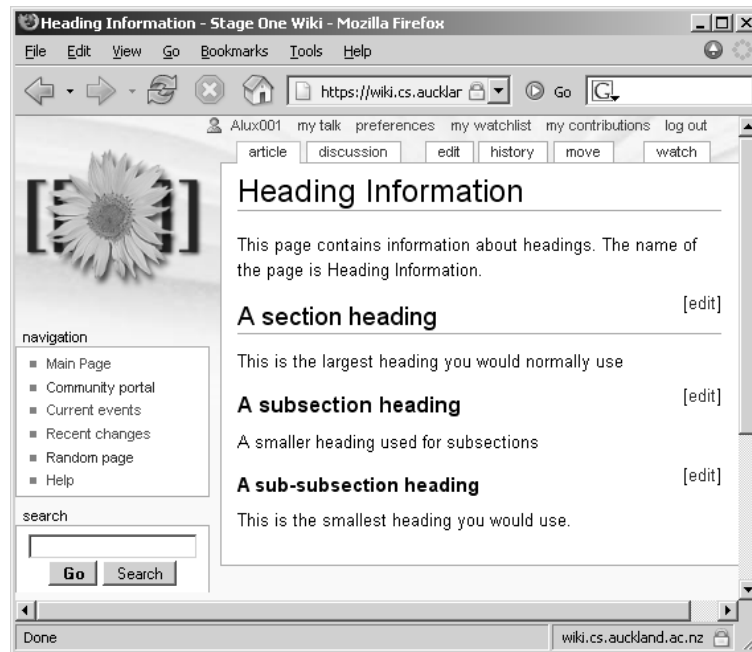 Heading Information - Stage One Wiki - Mozilla Firefox
File Edit View Go Bookmarks Tools Help
https://wiki.cs.aucklar Go G
Alux001 my talk preferences my watchlist my contributions log out
article discussion edit history move watch
Heading Information
This page contains information about headings. The name of
the page is Heading Information.
A section heading [edit]
This is the largest heading you would normally use
A subsection heading [edit]
A smaller heading used for subsections
A sub-subsection heading [edit]
This is the smallest heading you would use.
navigation
Main Page
Community portal
Current events
Recent changes
Random page
Help
search
Go Search
Done wiki.cs.auckland.ac.nz